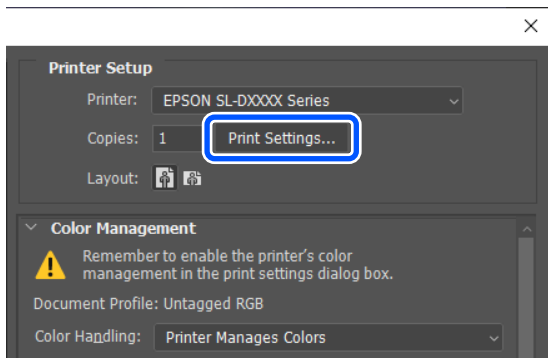 Printer Setup
Printer: EPSON SL-DXXXX Series
Copies: 1 Print Settings...
Layout:
Color Management
Remember to enable the printer's color
management in the print settings dialog box.
Document Profile: Untagged RGB
Color Handling: Printer Manages Colors